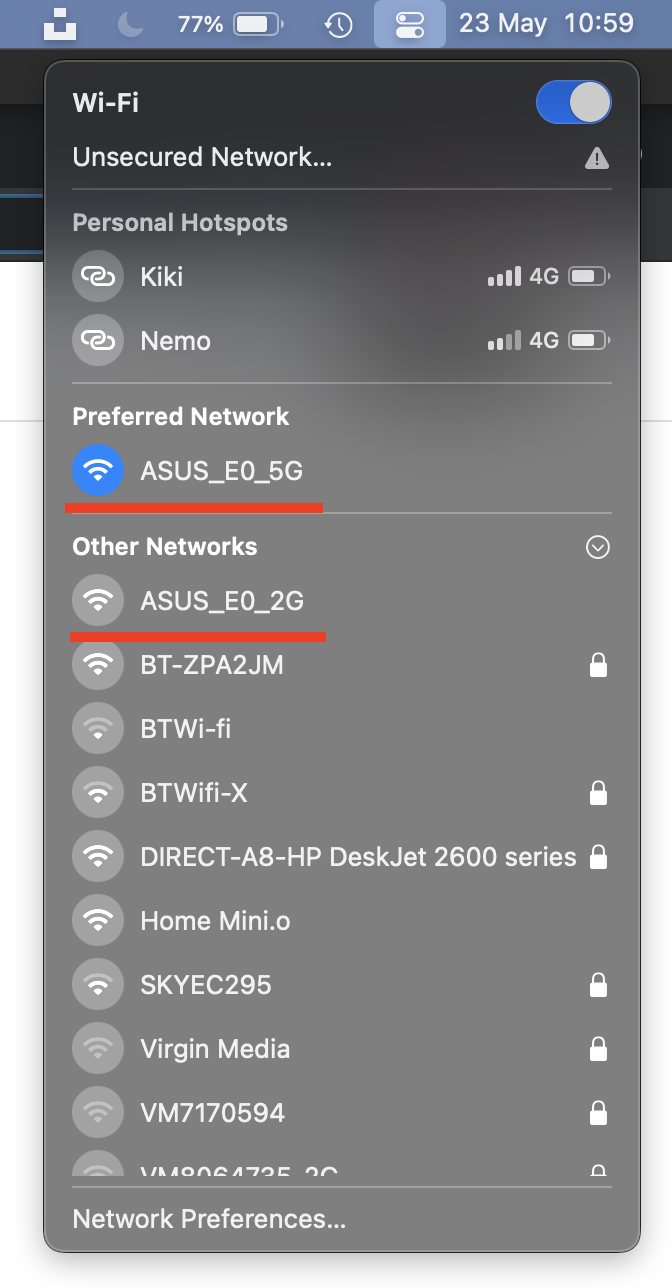 77% 23 May 10:59
Wi-Fi
Unsecured Network...
Personal Hotspots
Kiki 4G
Nemo 4G
Preferred Network
ASUS_E0_5G
Other Networks
ASUS_E0_2G
BT-ZPA2JM
BTWi-fi
BTWifi-X
DIRECT-A8-HP DeskJet 2600 series
Home Mini.o
SKYEC295
Virgin Media
VM7170594
VM8064735-2G
Network Preferences...